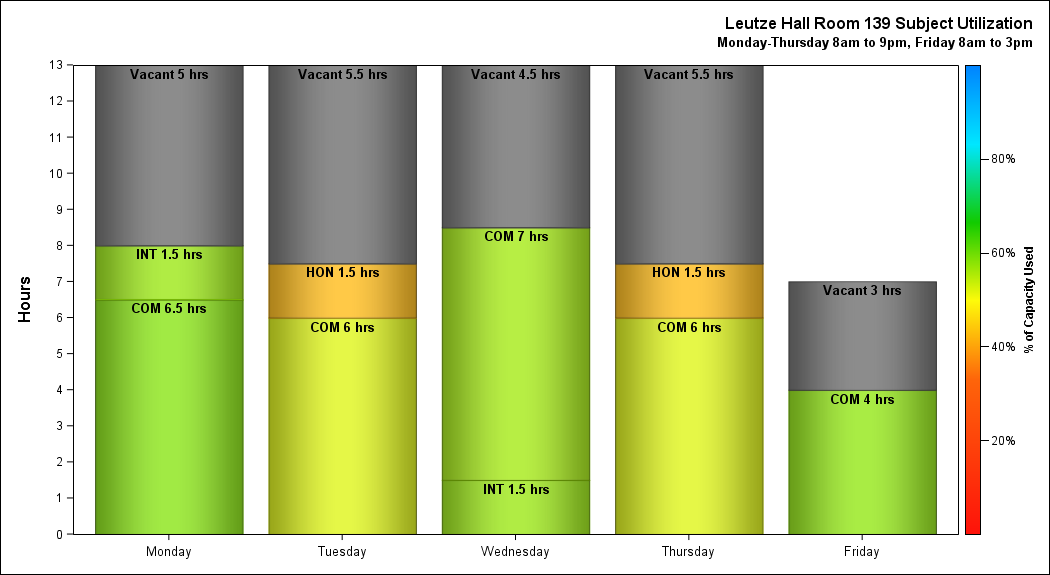 Leutze Hall Room 139 Subject Utilization
Monday-Thursday 8am to 9pm, Friday 8am to 3pm
Hours
13
12
11
10
9
8
7
6
5
4
3
2
1
0
Vacant 5 hrs
INT 1.5 hrs
COM 6.5 hrs
Vacant 5.5 hrs
HON 1.5 hrs
COM 6 hrs
Vacant 4.5 hrs
COM 7 hrs
INT 1.5 hrs
Vacant 5.5 hrs
HON 1.5 hrs
COM 6 hrs
Vacant 3 hrs
COM 4 hrs
Monday
Tuesday
Wednesday
Thursday
Friday
80%
60%
40%
20%
% of Capacity Used